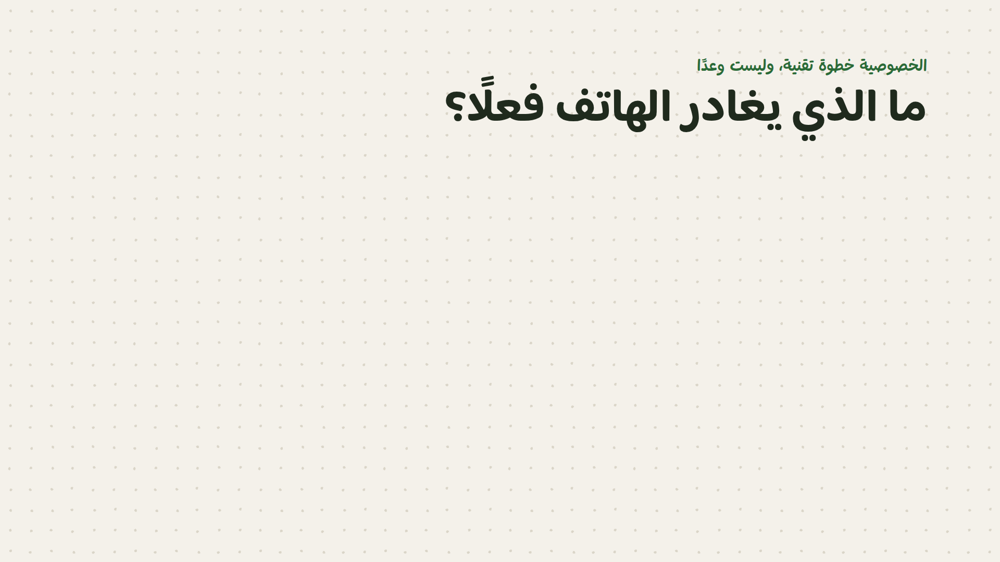 الخصوصية خطوة تقنية، وليست وعدًا
ما الذي يغادر الهاتف فعلًا؟